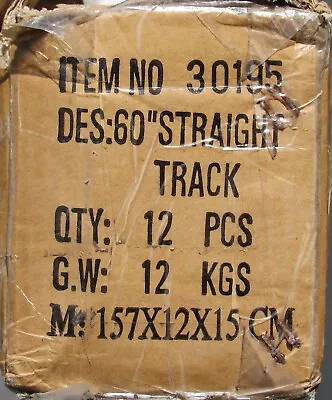 ITEM NO 30195
DES:60"STRAIGHT
TRACK
QTY: 12 PCS
G.W: 12 KGS
M: 157X12X15 CM